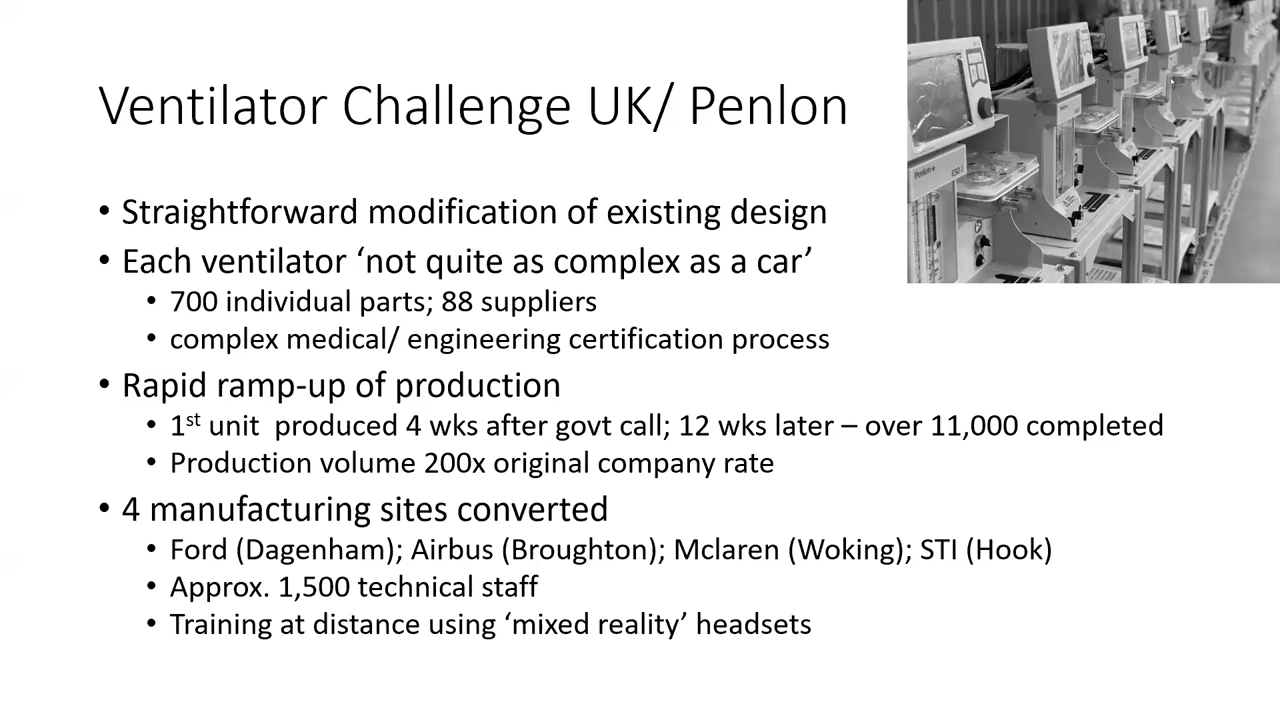 Ventilator Challenge UK/ Penlon
• Straightforward modification of existing design
• Each ventilator ‘not quite as complex as a car’
• 700 individual parts; 88 suppliers
• complex medical/ engineering certification process
• Rapid ramp-up of production
• 1st unit  produced 4 wks after govt call; 12 wks later – over 11,000 completed
• Production volume 200x original company rate
• 4 manufacturing sites converted
• Ford (Dagenham); Airbus (Broughton); Mclaren (Woking); STI (Hook)
• Approx. 1,500 technical staff
• Training at distance using ‘mixed reality’ headsets
Penlon